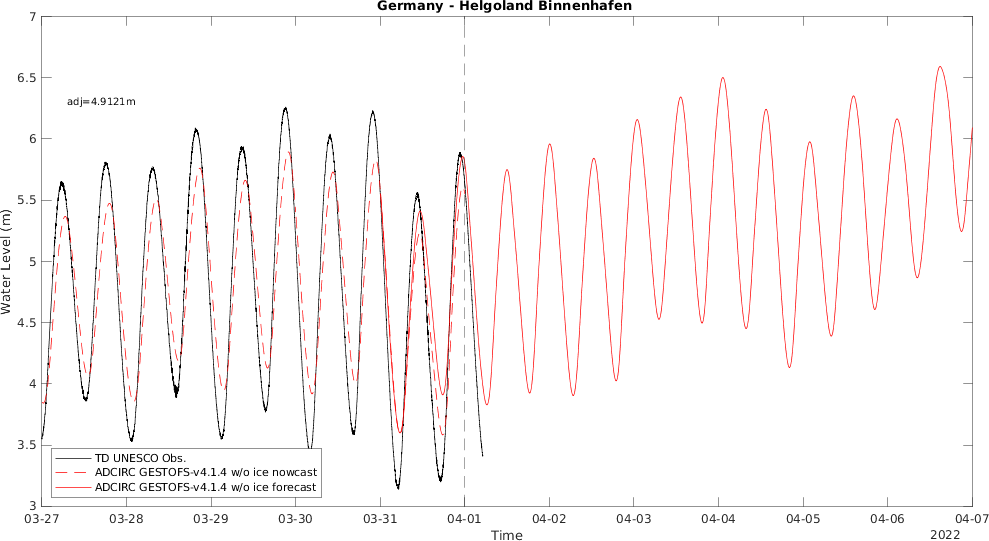 Germany - Helgoland Binnenhafen
7
6.5
6
5.5
5
4.5
4
3.5
3
Water Level (m)
adj=4.9121m
TD UNESCO Obs.
ADCIRC GESTOFS-v4.1.4 w/o ice nowcast
ADCIRC GESTOFS-v4.1.4 w/o ice forecast
03-27 03-28 03-29 03-30 03-31 04-01 04-02 04-03 04-04 04-05 04-06 04-07
Time
2022